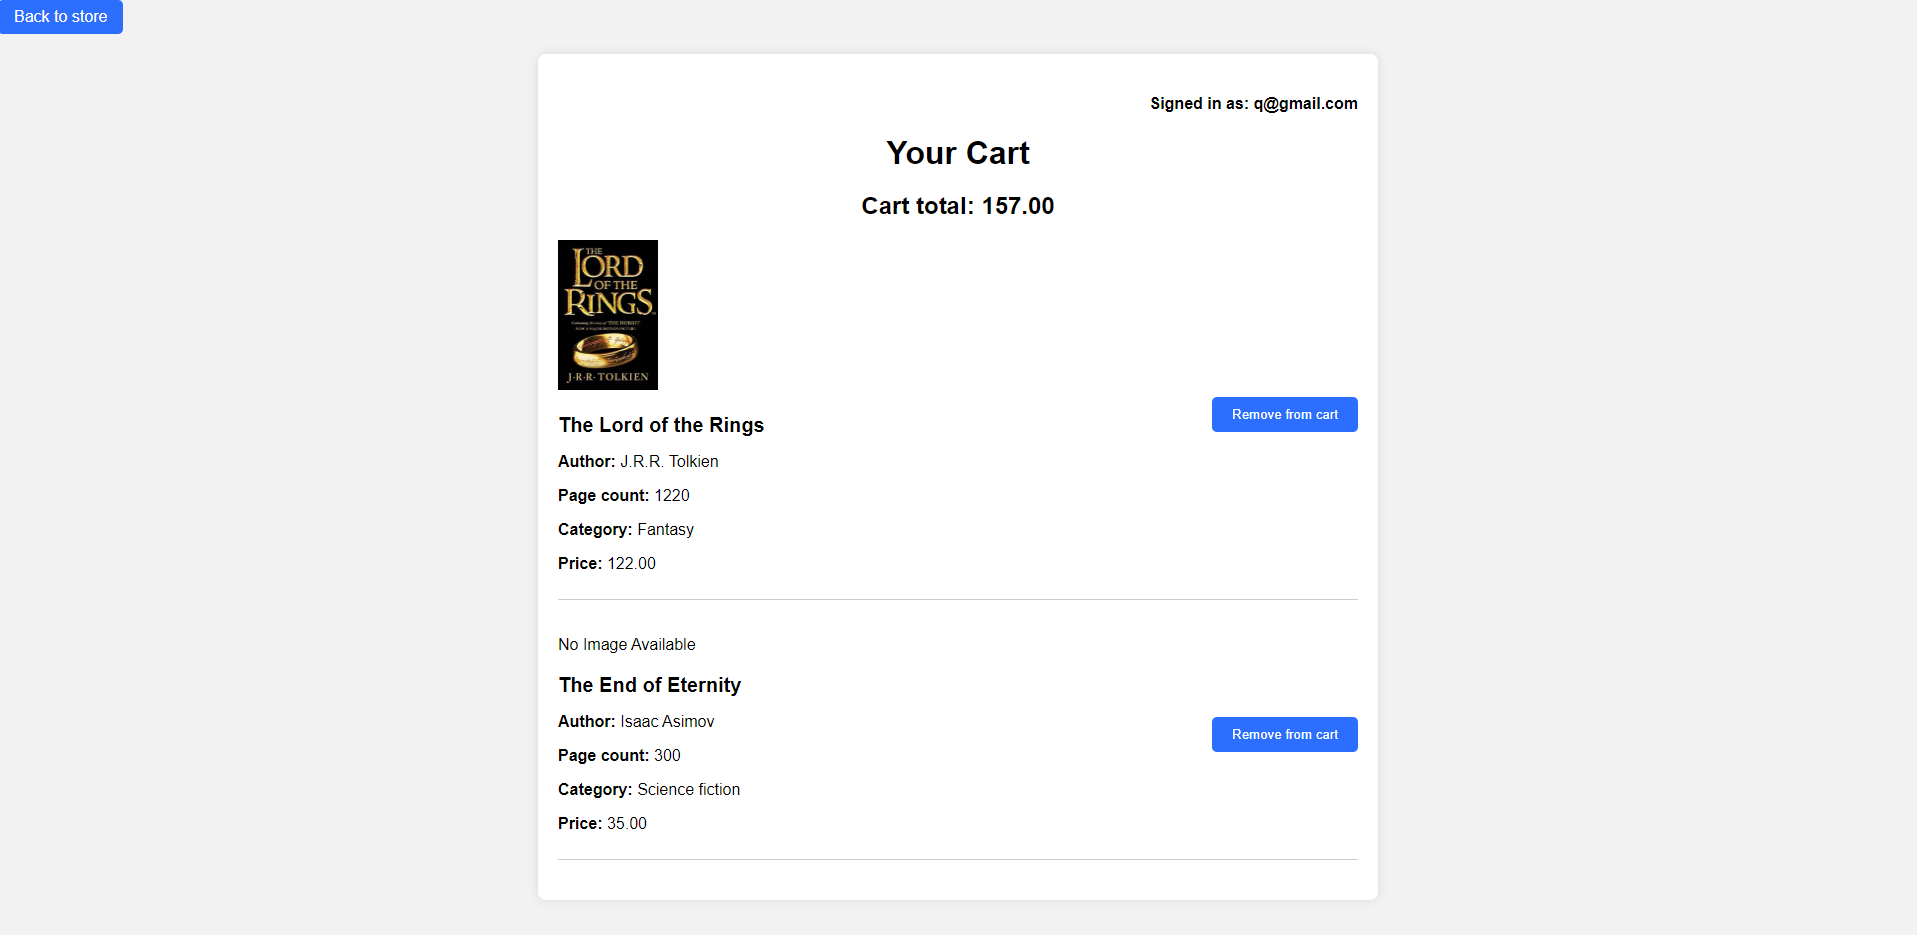 Back to store
Signed in as: q@gmail.com
Your Cart
Cart total: 157.00
THE
LORD
OF THE
RINGS
J·R·R·TOLKIEN
The Lord of the Rings
Remove from cart
Author: J.R.R. Tolkien
Page count: 1220
Category: Fantasy
Price: 122.00
No Image Available
The End of Eternity
Author: Isaac Asimov
Remove from cart
Page count: 300
Category: Science fiction
Price: 35.00